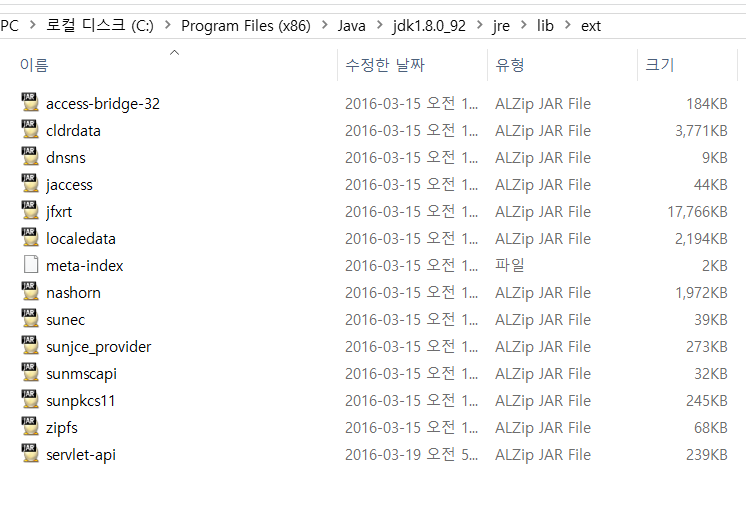 PC > 로컬 디스크 (C:) > Program Files (x86) > Java > jdk1.8.0_92 > jre > lib > ext
이름 수정한 날짜 유형 크기
access-bridge-32 2016-03-15 오전 1... ALZip JAR File 184KB
cldrdata 2016-03-15 오전 1... ALZip JAR File 3,771KB
dnsns 2016-03-15 오전 1... ALZip JAR File 9KB
jaccess 2016-03-15 오전 1... ALZip JAR File 44KB
jfxrt 2016-03-15 오전 1... ALZip JAR File 17,766KB
localedata 2016-03-15 오전 1... ALZip JAR File 2,194KB
meta-index 2016-03-15 오전 1... 파일 2KB
nashorn 2016-03-15 오전 1... ALZip JAR File 1,972KB
sunec 2016-03-15 오전 1... ALZip JAR File 39KB
sunjce_provider 2016-03-15 오전 1... ALZip JAR File 273KB
sunmscapi 2016-03-15 오전 1... ALZip JAR File 32KB
sunpkcs11 2016-03-15 오전 1... ALZip JAR File 245KB
zipfs 2016-03-15 오전 1... ALZip JAR File 68KB
servlet-api 2016-03-19 오전 5... ALZip JAR File 239KB